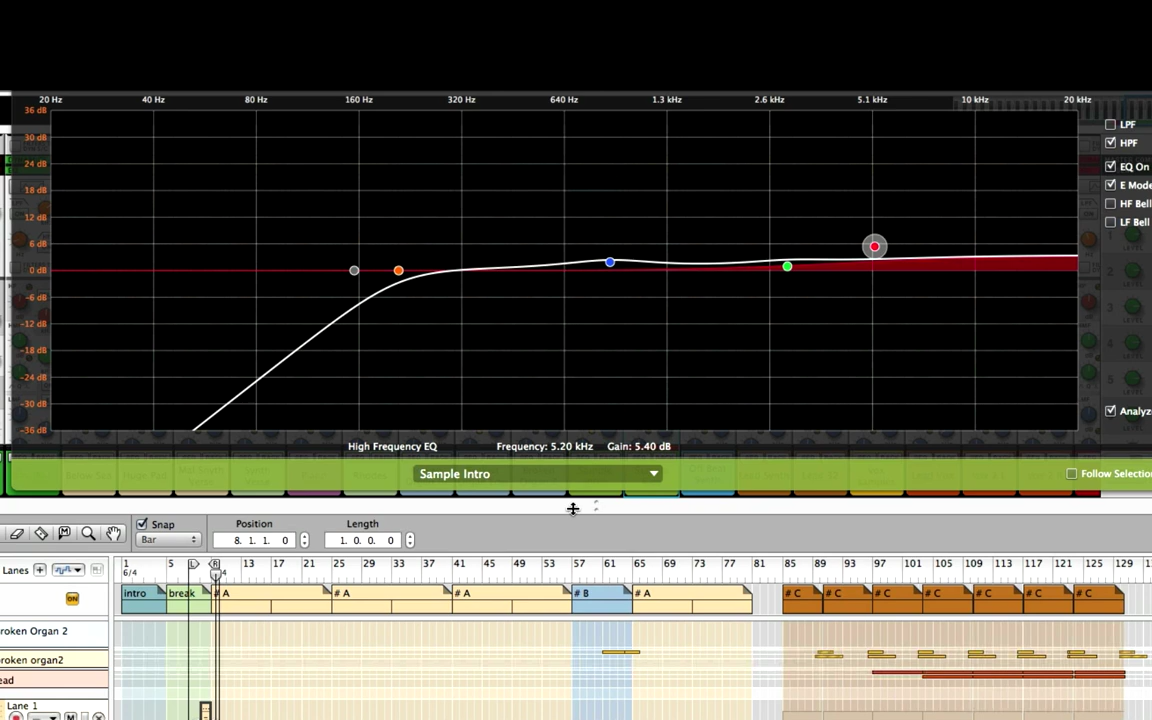 20 Hz 40 Hz 80 Hz 160 Hz 320 Hz 640 Hz 1.3 kHz 2.6 kHz 5.1 kHz 10 kHz 20 kHz
36 dB
30 dB
24 dB
18 dB
12 dB
6 dB
0 dB
-6 dB
-12 dB
-18 dB
-24 dB
-30 dB
-36 dB
LPF
HPF
EQ On
E Mode
HF Bell
LF Bell
Analyz
High Frequency EQ Frequency: 5.20 kHz Gain: 5.40 dB
Sample Intro
Follow Selectio
Snap Position Length
Bar 8. 1. 1. 0 1. 0. 0. 0
Lanes 1 5 L R 13 17 21 25 29 33 37 41 45 49 53 57 61 65 69 73 77 81 85 89 93 97 101 105 109 113 117 121 125 129
6/4
ON intro break # A # A # A # B # A # C # C # C # C # C # C # C
roken Organ 2
roken organ2
ead
Lane 1
M